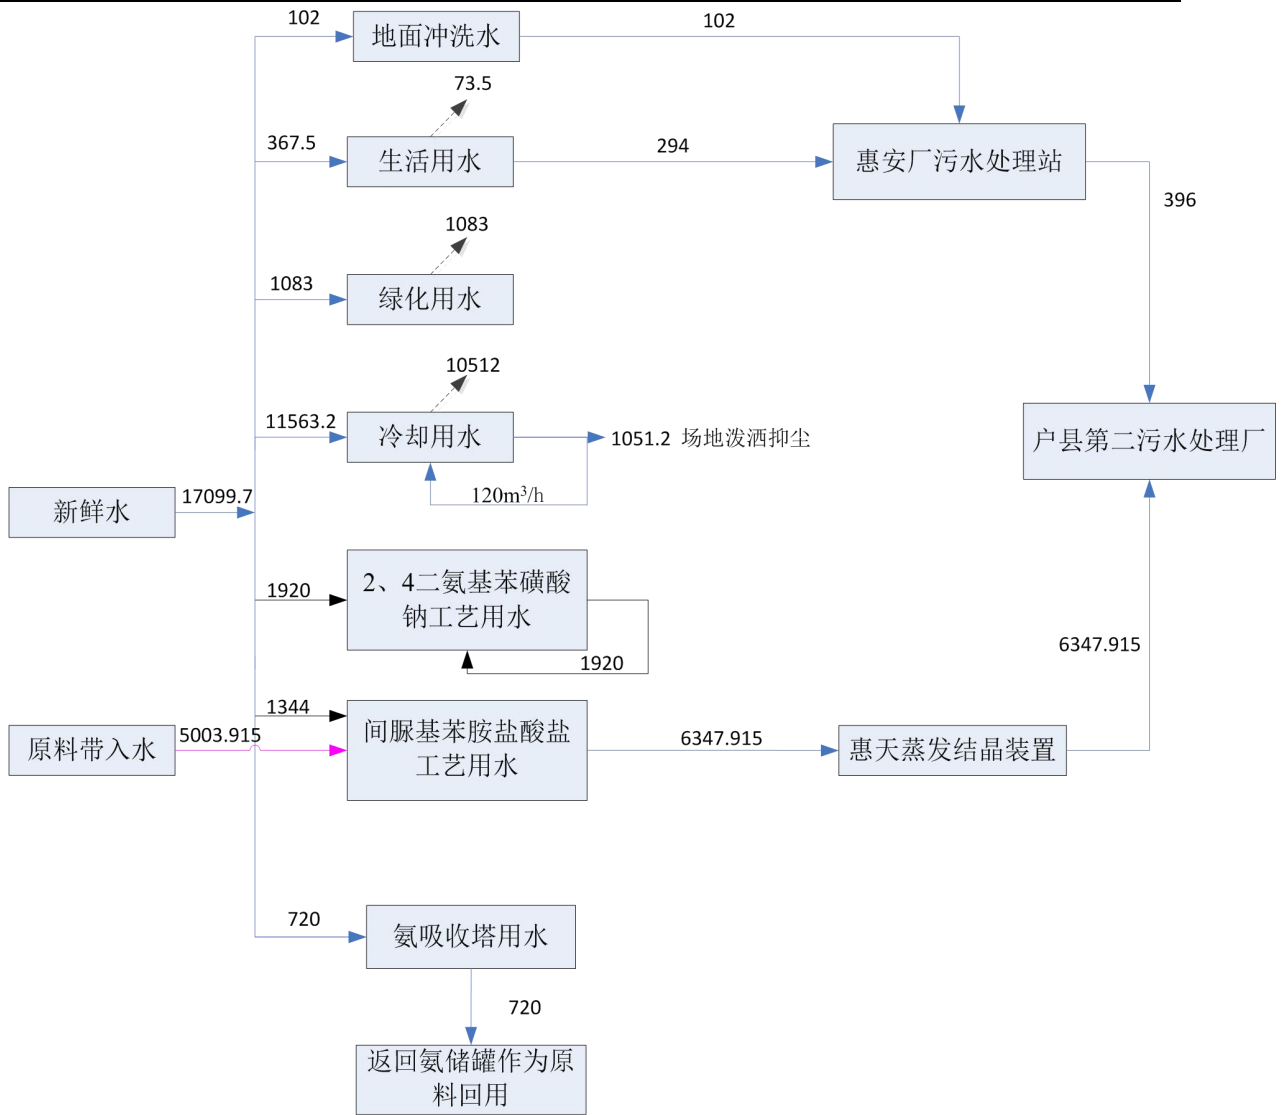 102
地面冲洗水
102
73.5
367.5
生活用水
294
惠安厂污水处理站
396
1083
1083
绿化用水
10512
11563.2
冷却用水
1051.2 场地泼洒抑尘
120m³/h
户县第二污水处理厂
新鲜水
17099.7
1920
2、4二氨基苯磺酸
钠工艺用水
1920
6347.915
1344
原料带入水
5003.915
间脲基苯胺盐酸盐
工艺用水
6347.915
惠天蒸发结晶装置
720
氨吸收塔用水
720
返回氨储罐作为原
料回用